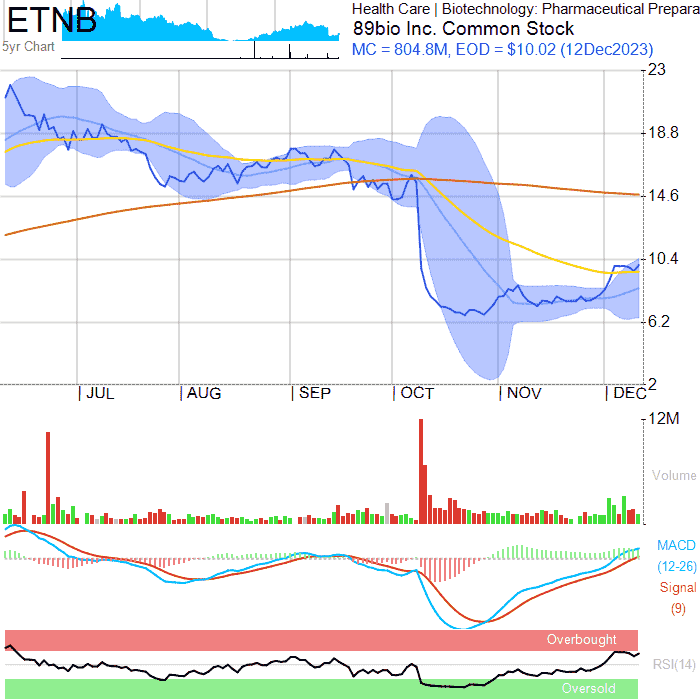 ETNB
5yr Chart
Health Care | Biotechnology: Pharmaceutical Prepara
89bio Inc. Common Stock
MC = 804.8M, EOD = $10.02 (12Dec2023)
23
18.8
14.6
10.4
6.2
2
JUL AUG SEP OCT NOV DEC
12M
Volume
MACD
(12-26)
Signal
(9)
Overbought
RSI(14)
Oversold